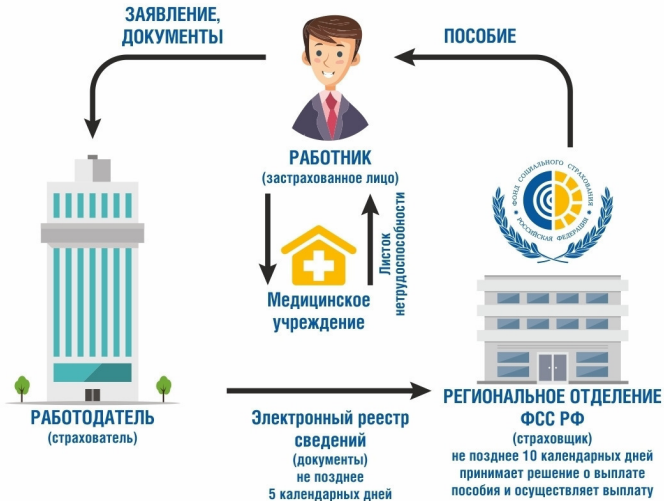 ЗАЯВЛЕНИЕ,
ДОКУМЕНТЫ
ПОСОБИЕ
РАБОТНИК
(застрахованное лицо)
Листок
нетрудоспособности
Медицинское
учреждение
ФОНД СОЦИАЛЬНОГО СТРАХОВАНИЯ
РОССИЙСКАЯ ФЕДЕРАЦИЯ
РАБОТОДАТЕЛЬ
(страхователь)
Электронный реестр
сведений
(документы)
не позднее
5 календарных дней
РЕГИОНАЛЬНОЕ ОТДЕЛЕНИЕ
ФСС РФ
(страховщик)
не позднее 10 календарных дней
принимает решение о выплате
пособия и осуществляет выплату